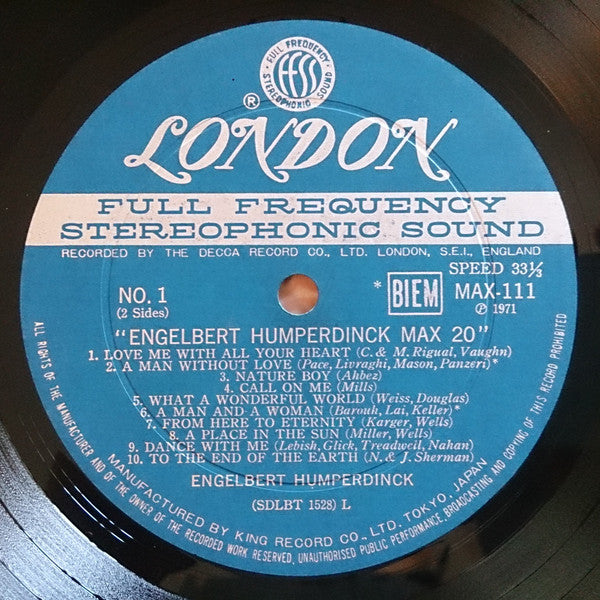 FULL FREQUENCY
ffss
STEREOPHONIC SOUND
®
LONDON
FULL FREQUENCY
STEREOPHONIC SOUND
RECORDED BY THE DECCA RECORD CO., LTD. LONDON, S.E.I., ENGLAND
SPEED 33⅓
NO. 1
* BIEM MAX-111
(2 Sides)
℗ 1971
"ENGELBERT HUMPERDINCK MAX 20"
1. LOVE ME WITH ALL YOUR HEART (C. & M. Rigual, Vaughn)
2. A MAN WITHOUT LOVE (Pace, Livraghi, Mason, Panzeri)*
3. NATURE BOY (Ahbez)
4. CALL ON ME (Mills)
5. WHAT A WONDERFUL WORLD (Weiss, Douglas)
6. A MAN AND A WOMAN (Barouh, Lai, Keller)*
7. FROM HERE TO ETERNITY (Karger, Wells)
8. A PLACE IN THE SUN (Miller, Wells)
9. DANCE WITH ME (Lebish, Glick, Treadwell, Nahan)
10. TO THE END OF THE EARTH (N. & J. Sherman)
ENGELBERT HUMPERDINCK
(SDLBT 1528) L
MANUFACTURED BY KING RECORD CO., LTD. TOKYO, JAPAN
ALL RIGHTS OF THE MANUFACTURER AND OF THE OWNER OF THE RECORDED WORK RESERVED, UNAUTHORISED PUBLIC PERFORMANCE, BROADCASTING AND COPYING OF THIS RECORD PROHIBITED